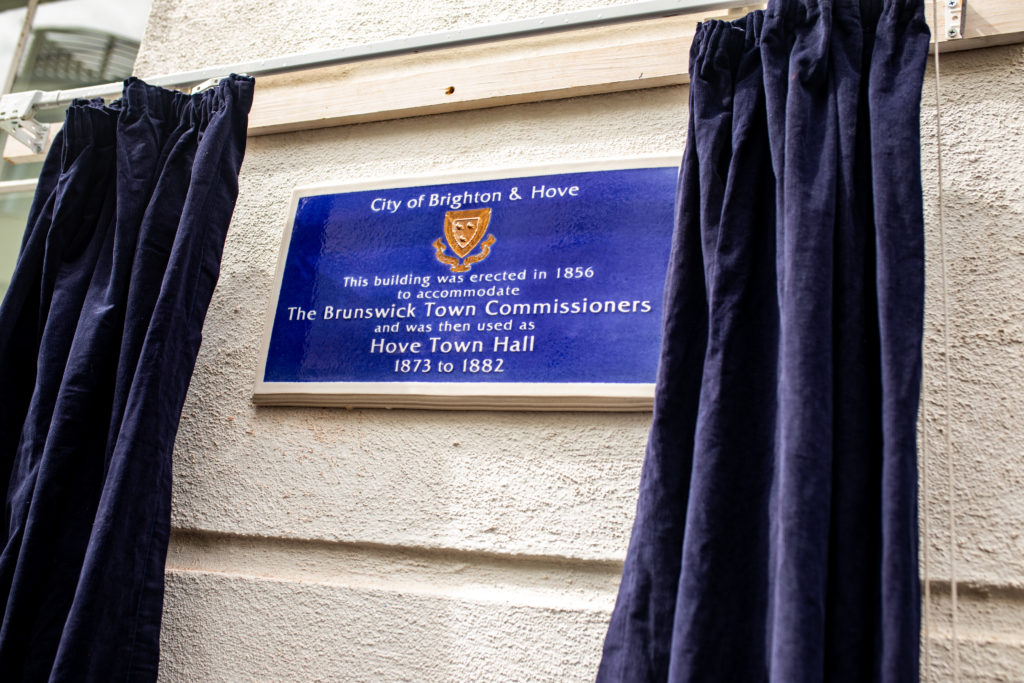 City of Brighton & Hove
This building was erected in 1856
to accommodate
The Brunswick Town Commissioners
and was then used as
Hove Town Hall
1873 to 1882